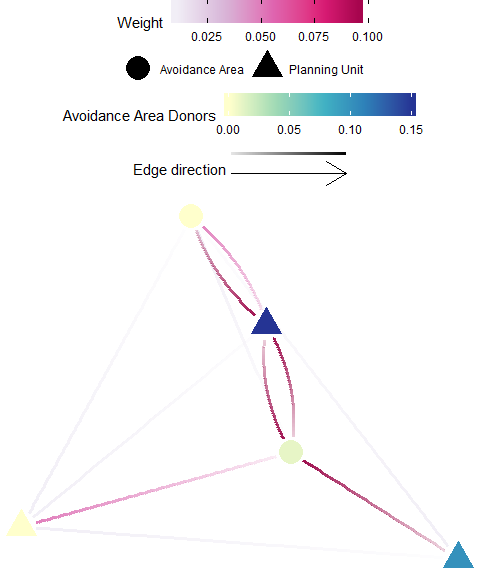 Weight
0.025 0.050 0.075 0.100
Avoidance Area Planning Unit
Avoidance Area Donors
0.00 0.05 0.10 0.15
Edge direction